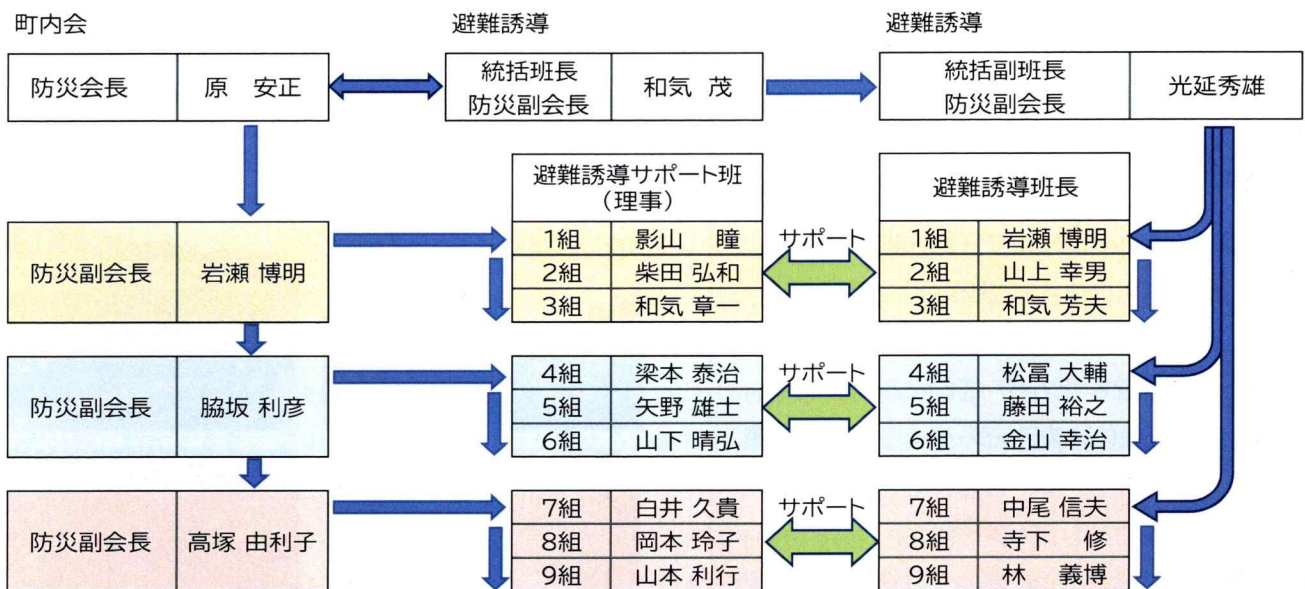 町内会 避難誘導 避難誘導
防災会長 原 安正
統括班長
防災副会長
和気 茂
統括副班長
防災副会長
光延秀雄
避難誘導サポート班
（理事）
避難誘導班長
防災副会長 岩瀬 博明
1組 影山 瞳
2組 柴田 弘和
3組 和気 章一
サポート
1組 岩瀬 博明
2組 山上 幸男
3組 和気 芳夫
防災副会長 脇坂 利彦
4組 梁本 泰治
5組 矢野 雄士
6組 山下 晴弘
サポート
4組 松冨 大輔
5組 藤田 裕之
6組 金山 幸治
防災副会長 高塚 由利子
7組 白井 久貴
8組 岡本 玲子
9組 山本 利行
サポート
7組 中尾 信夫
8組 寺下 修
9組 林 義博